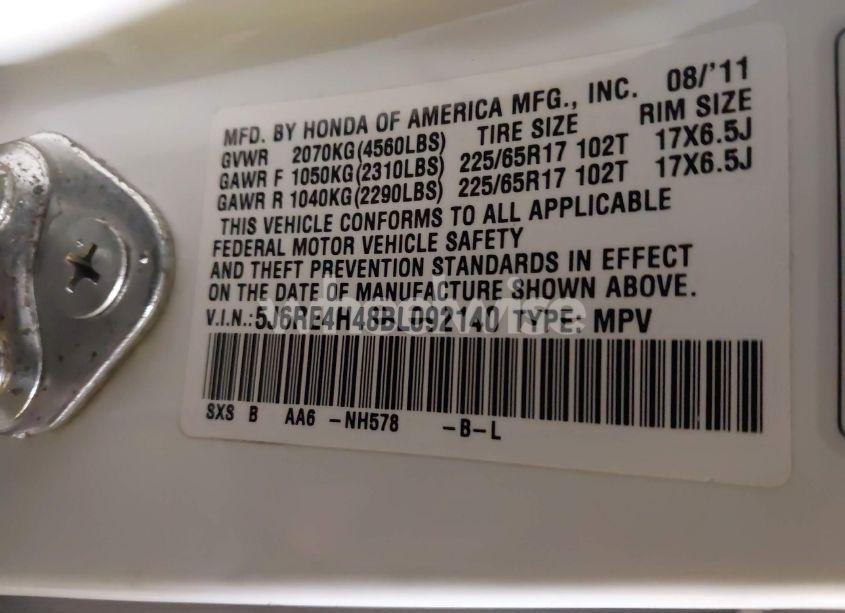 MFD. BY HONDA OF AMERICA MFG., INC. 08/'11
GVWR 2070KG(4560LBS) TIRE SIZE RIM SIZE
GAWR F 1050KG(2310LBS) 225/65R17 102T 17X6.5J
GAWR R 1040KG(2290LBS) 225/65R17 102T 17X6.5J
THIS VEHICLE CONFORMS TO ALL APPLICABLE
FEDERAL MOTOR VEHICLE SAFETY
AND THEFT PREVENTION STANDARDS IN EFFECT
ON THE DATE OF MANUFACTURE SHOWN ABOVE.
V.I.N.: 5J6RE4H48BL092140 TYPE: MPV
SXS B AA6 -NH578 -B-L